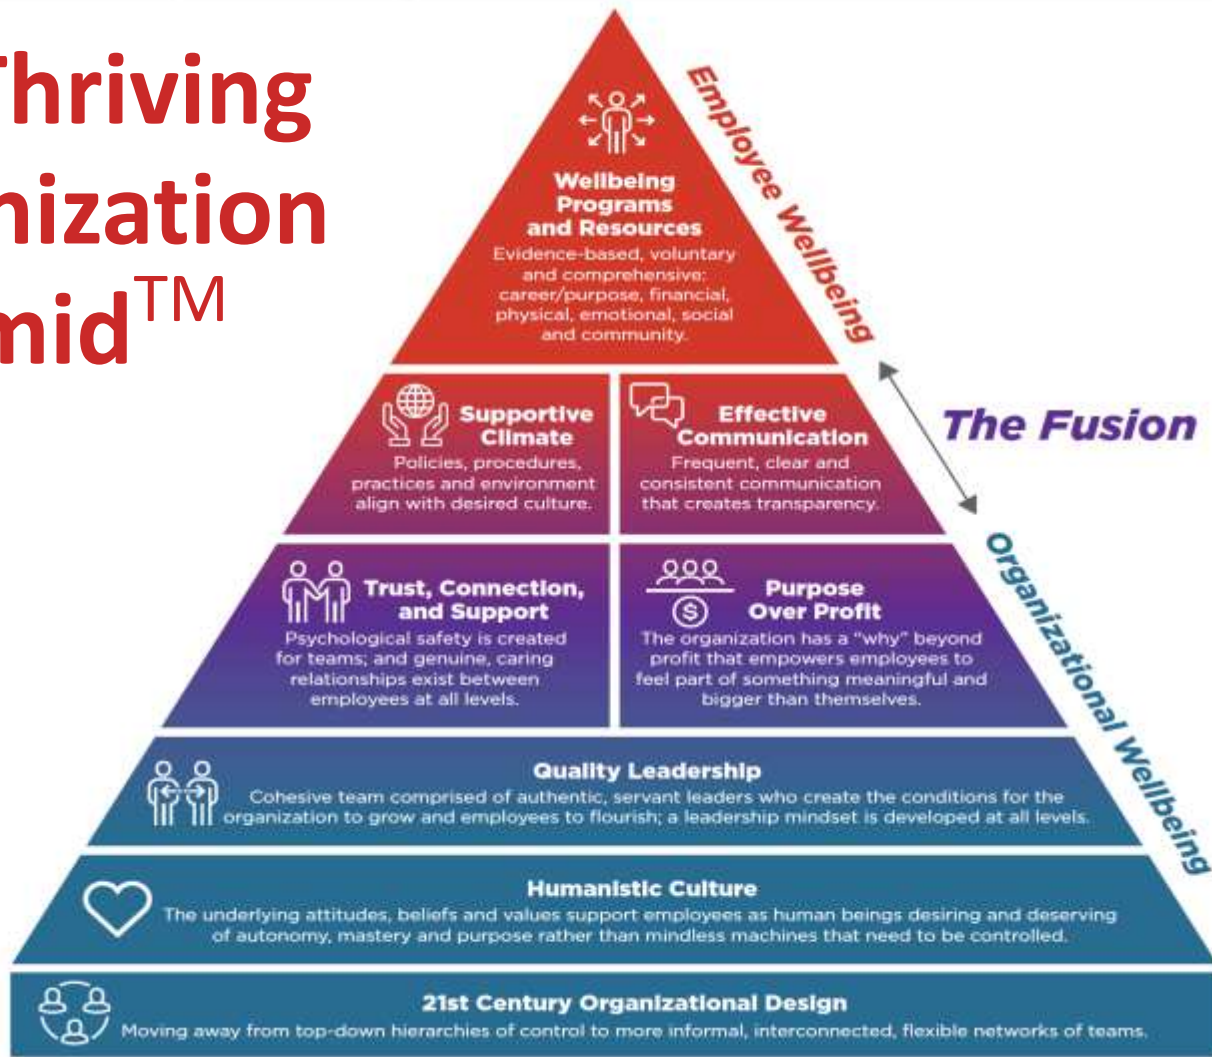 Thriving
nization
mid™
Employee Wellbeing
Wellbeing
Programs
and Resources
Evidence-based, voluntary
and comprehensive:
career/purpose, financial,
physical, emotional, social
and community.
The Fusion
Supportive
Climate
Policies, procedures,
practices and environment
align with desired culture.
Effective
Communication
Frequent, clear and
consistent communication
that creates transparency.
Organizational Wellbeing
Trust, Connection,
and Support
Psychological safety is created
for teams; and genuine, caring
relationships exist between
employees at all levels.
Purpose
Over Profit
The organization has a “why” beyond
profit that empowers employees to
feel part of something meaningful and
bigger than themselves.
$
Quality Leadership
Cohesive team comprised of authentic, servant leaders who create the conditions for the
organization to grow and employees to flourish; a leadership mindset is developed at all levels.
Humanistic Culture
The underlying attitudes, beliefs and values support employees as human beings desiring and deserving
of autonomy, mastery and purpose rather than mindless machines that need to be controlled.
21st Century Organizational Design
Moving away from top-down hierarchies of control to more informal, interconnected, flexible networks of teams.